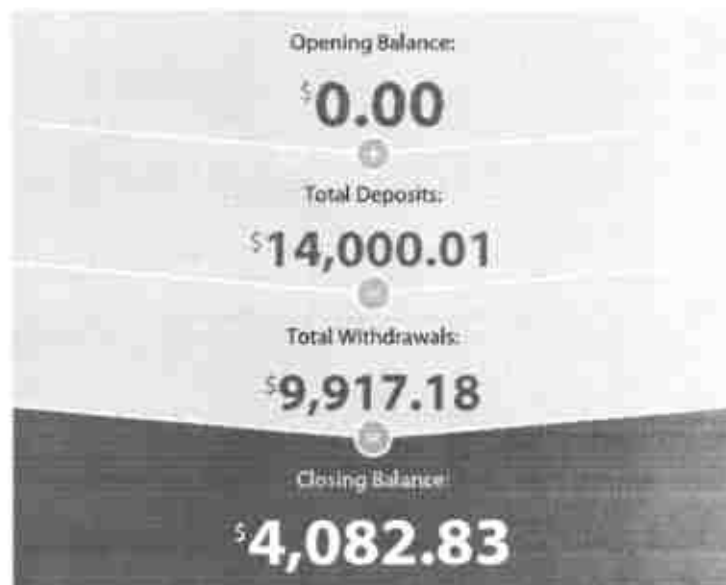 Opening Balance:
$0.00
+
Total Deposits:
$14,000.01
Total Withdrawals:
$9,917.18
=
Closing Balance:
$4,082.83